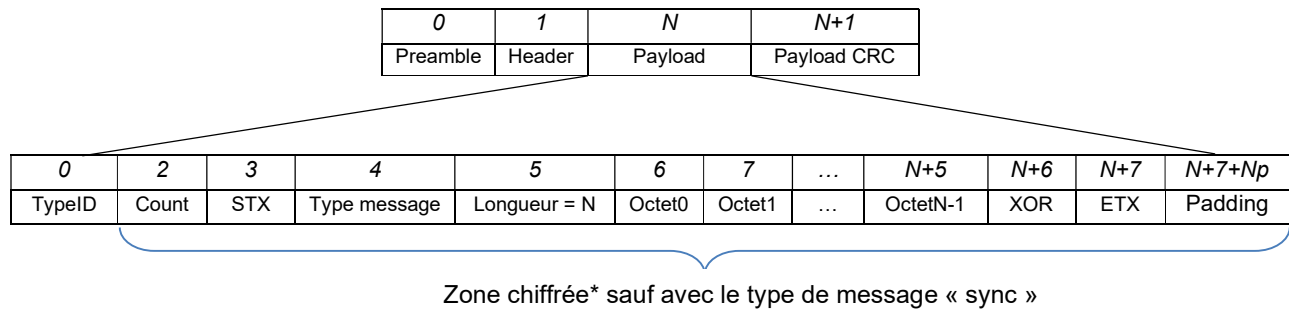 0 1 N N+1
Preamble Header Payload Payload CRC
0 2 3 4 5 6 7 … N+5 N+6 N+7 N+7+Np
TypeID Count STX Type message Longueur = N Octet0 Octet1 … OctetN-1 XOR ETX Padding
Zone chiffrée* sauf avec le type de message « sync »